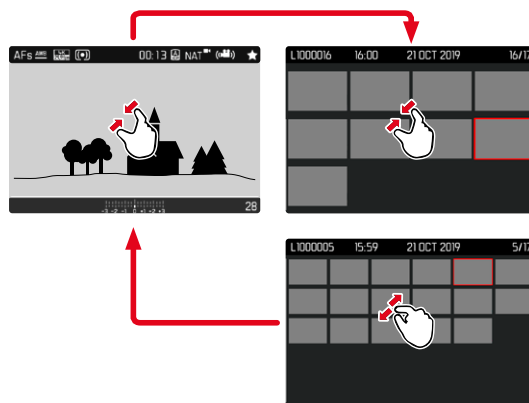 AFs AWB 00:13 NAT
L1000016 16:00 21 OCT 2019 16/17
-3 -2 -1 0 +1 +2 +3 28
L1000005 15:59 21 OCT 2019 5/17